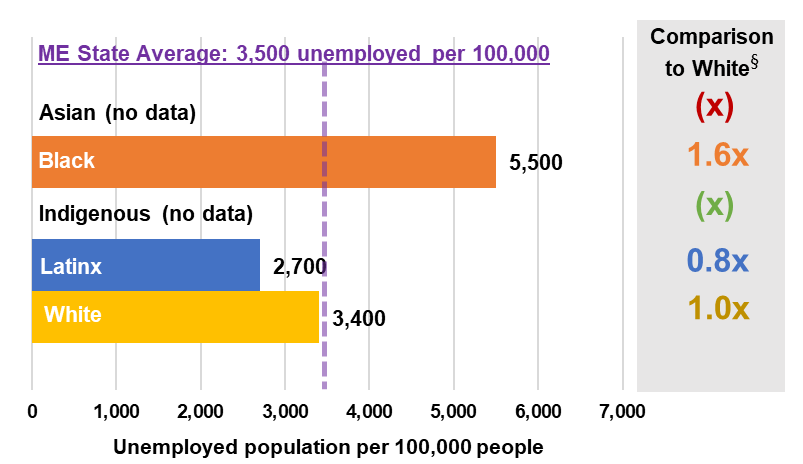 ME State Average: 3,500 unemployed per 100,000
Comparison
to White§
Asian (no data)
(x)
Black
5,500
1.6x
Indigenous (no data)
(x)
Latinx
2,700
0.8x
White
3,400
1.0x
0 1,000 2,000 3,000 4,000 5,000 6,000 7,000
Unemployed population per 100,000 people